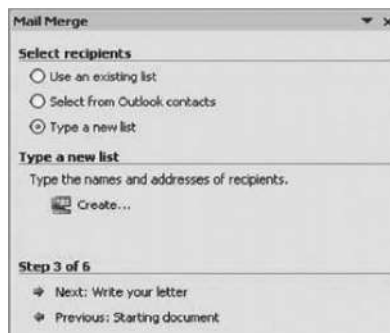 Mail Merge
Select recipients
Use an existing list
Select from Outlook contacts
Type a new list
Type a new list
Type the names and addresses of recipients.
Create...
Step 3 of 6
Next: Write your letter
Previous: Starting document